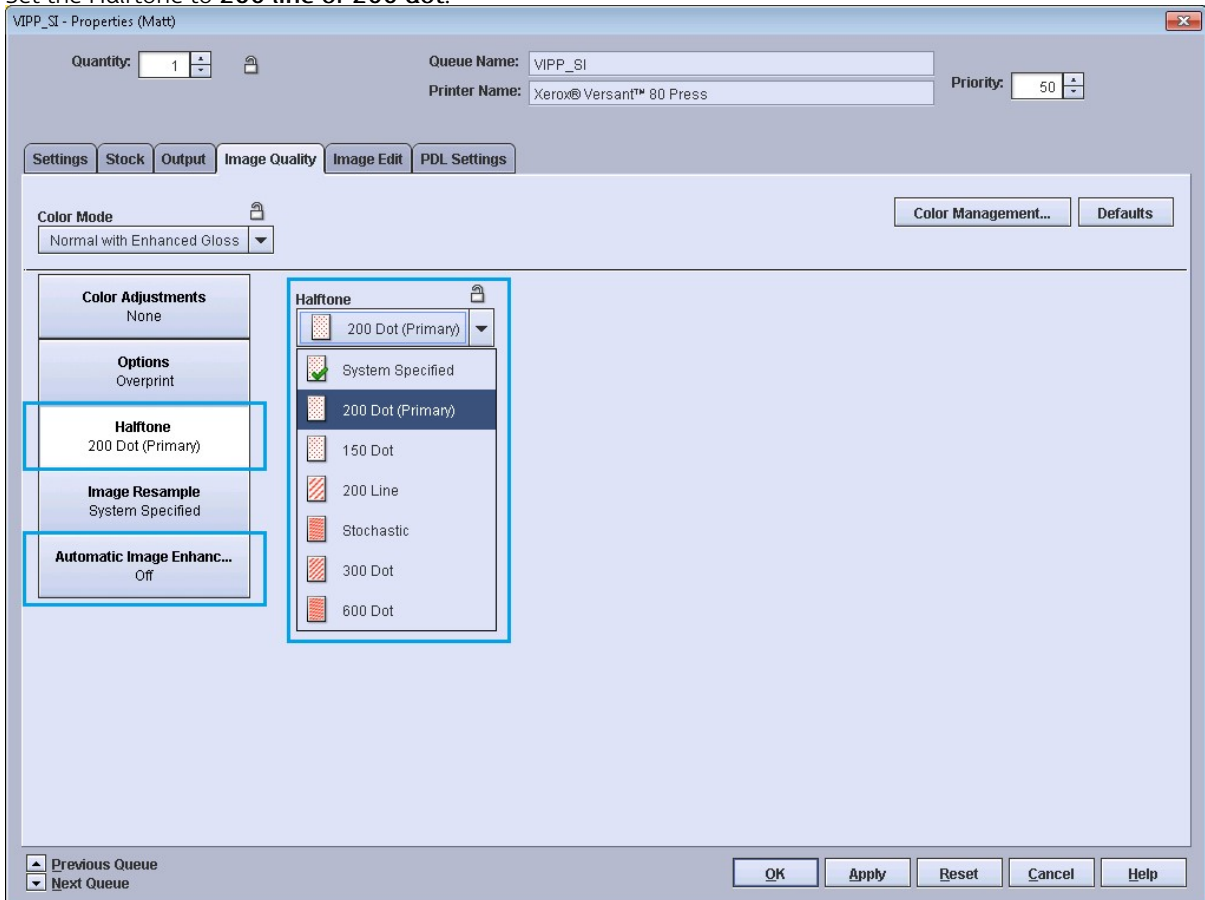 Set the Halftone to 200 line or 200 dot.
VIPP_SI - Properties (Matt)
Quantity: 1
Queue Name: VIPP_SI
Printer Name: Xerox® Versant™ 80 Press
Priority: 50
Settings Stock Output Image Quality Image Edit PDL Settings
Color Mode
Normal with Enhanced Gloss
Color Management... Defaults
Color Adjustments
None
Options
Overprint
Halftone
200 Dot (Primary)
Image Resample
System Specified
Automatic Image Enhanc...
Off
Halftone
200 Dot (Primary)
System Specified
200 Dot (Primary)
150 Dot
200 Line
Stochastic
300 Dot
600 Dot
Previous Queue
Next Queue
OK Apply Reset Cancel Help